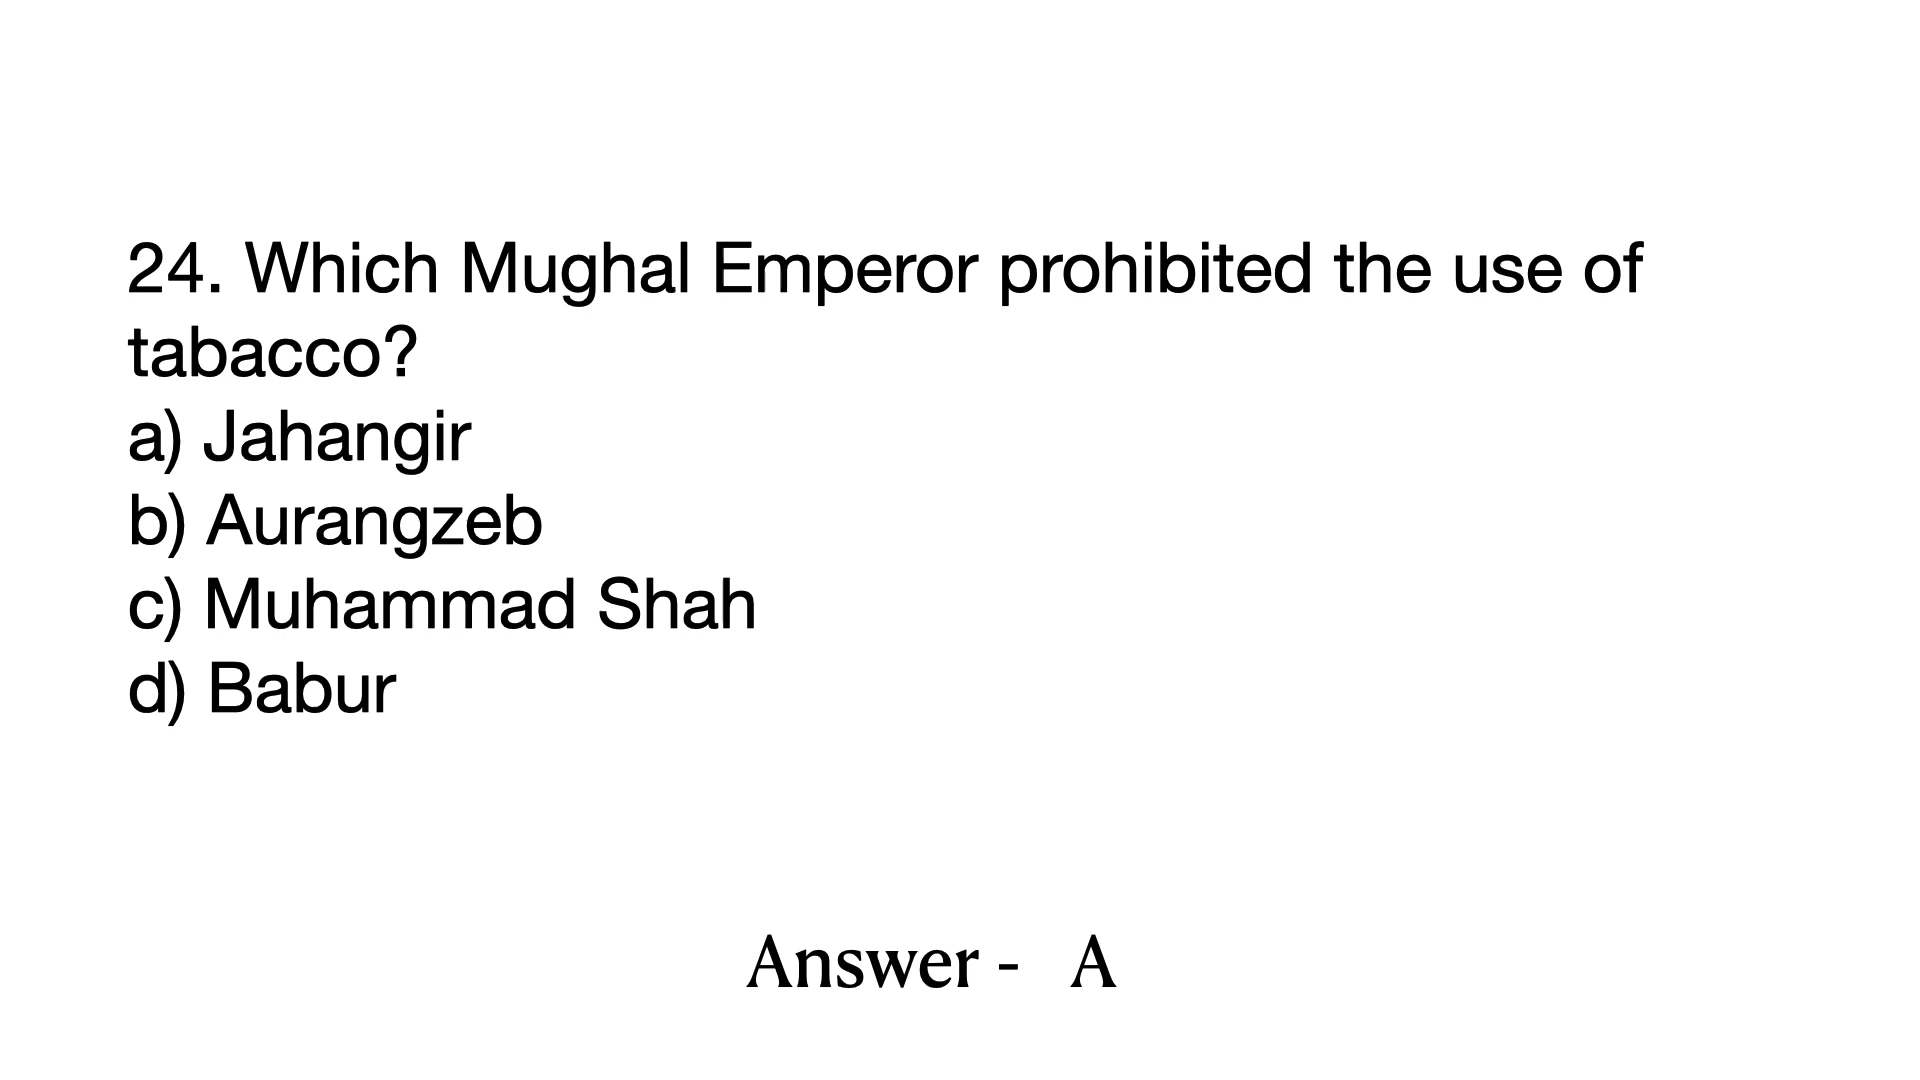 24. Which Mughal Emperor prohibited the use of
tabacco?
a) Jahangir
b) Aurangzeb
c) Muhammad Shah
d) Babur
Answer - A